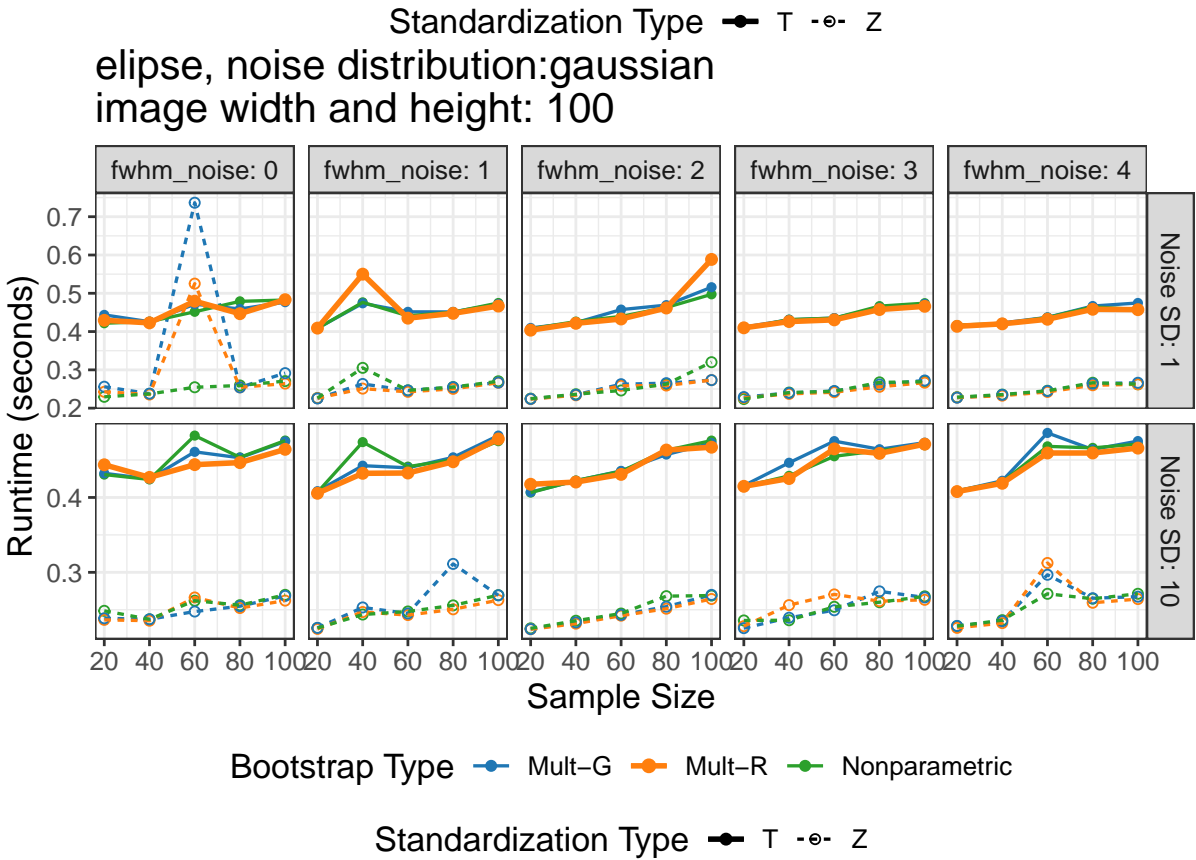 Standardization Type T Z
elipse, noise distribution:gaussian
image width and height: 100
fwhm_noise: 0 fwhm_noise: 1 fwhm_noise: 2 fwhm_noise: 3 fwhm_noise: 4
0.7
0.6
0.5
0.4
0.3
0.2
Noise SD: 1
Runtime (seconds)
0.4
0.3
Noise SD: 10
20 40 60 80 100 20 40 60 80 100 20 40 60 80 100 20 40 60 80 100 20 40 60 80 100
Sample Size
Bootstrap Type Mult−G Mult−R Nonparametric
Standardization Type T Z